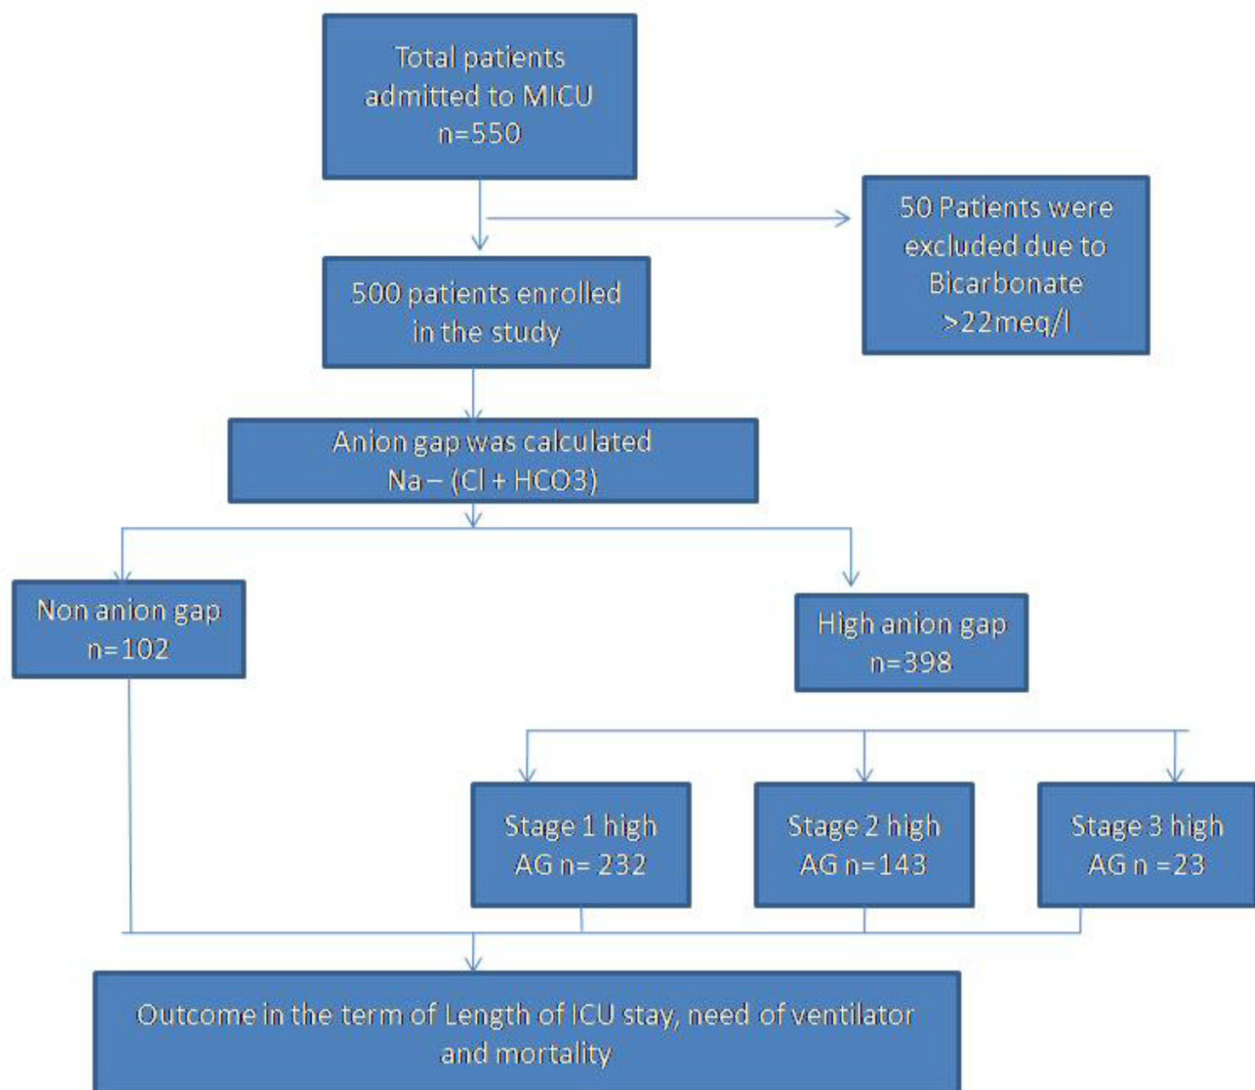 Total patients
admitted to MICU
n=550
50 Patients were
excluded due to
Bicarbonate
>22meq/l
500 patients enrolled
in the study
Anion gap was calculated
Na – (Cl + HCO3)
Non anion gap
n=102
High anion gap
n=398
Stage 1 high
AG n= 232
Stage 2 high
AG n=143
Stage 3 high
AG n =23
Outcome in the term of Length of ICU stay, need of ventilator
and mortality